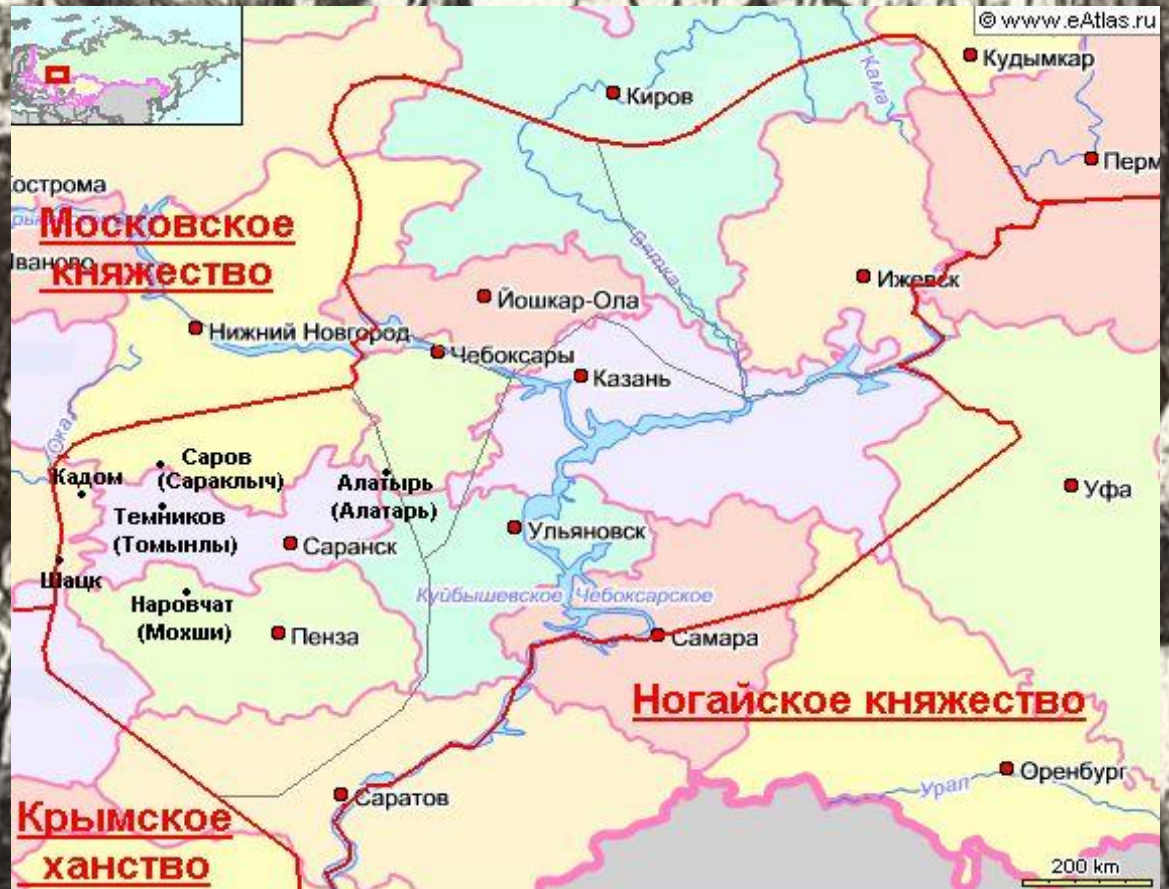 © www.eAtlas.ru
Кудымкар
Киров
Кама
Перм
острома
Московское
княжество
Иваново
Вятка
Ижевск
Йошкар-Ола
Нижний Новгород
Чебоксары
Казань
Ока
Саров
(Сараклыч)
Кадом
Алатырь
(Алатарь)
Уфа
Темников
(Томынлы)
Ульяновск
Саранск
Шацк
Куйбышевское
Чебоксарское
Наровчат
(Мохши)
Пенза
Самара
Ногайское княжество
Оренбург
Урал
Саратов
Крымское
ханство
200 km